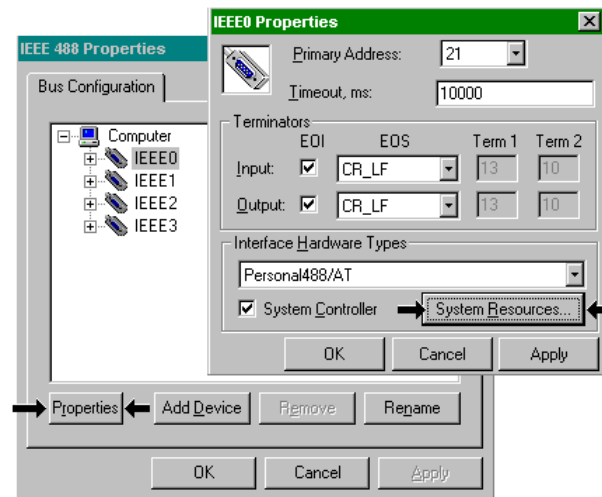 IEEE 488 Properties
Bus Configuration
Computer
IEEE0
IEEE1
IEEE2
IEEE3
Properties
Add Device
Remove
Rename
OK
Cancel
Apply
IEEE0 Properties
Primary Address: 21
Timeout, ms: 10000
Terminators
EOI EOS Term 1 Term 2
Input: CR_LF 13 10
Output: CR_LF 13 10
Interface Hardware Types
Personal488/AT
System Controller System Resources...
OK Cancel Apply